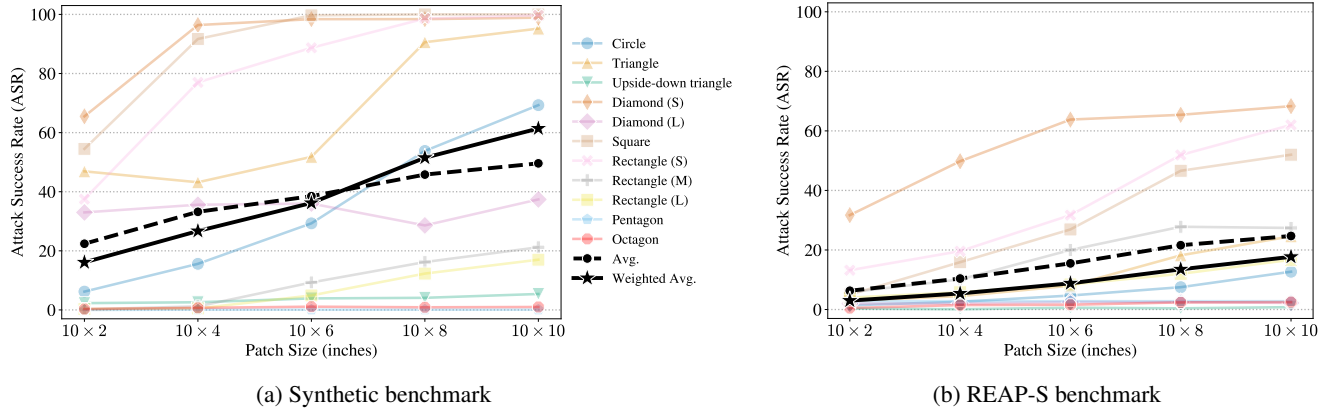 Attack Success Rate (ASR)
100
80
60
40
20
0
10 × 2
10 × 4
10 × 6
10 × 8
10 × 10
Patch Size (inches)
Circle
Triangle
Upside-down triangle
Diamond (S)
Diamond (L)
Square
Rectangle (S)
Rectangle (M)
Rectangle (L)
Pentagon
Octagon
Avg.
Weighted Avg.
(a) Synthetic benchmark
Attack Success Rate (ASR)
100
80
60
40
20
0
10 × 2
10 × 4
10 × 6
10 × 8
10 × 10
Patch Size (inches)
(b) REAP-S benchmark